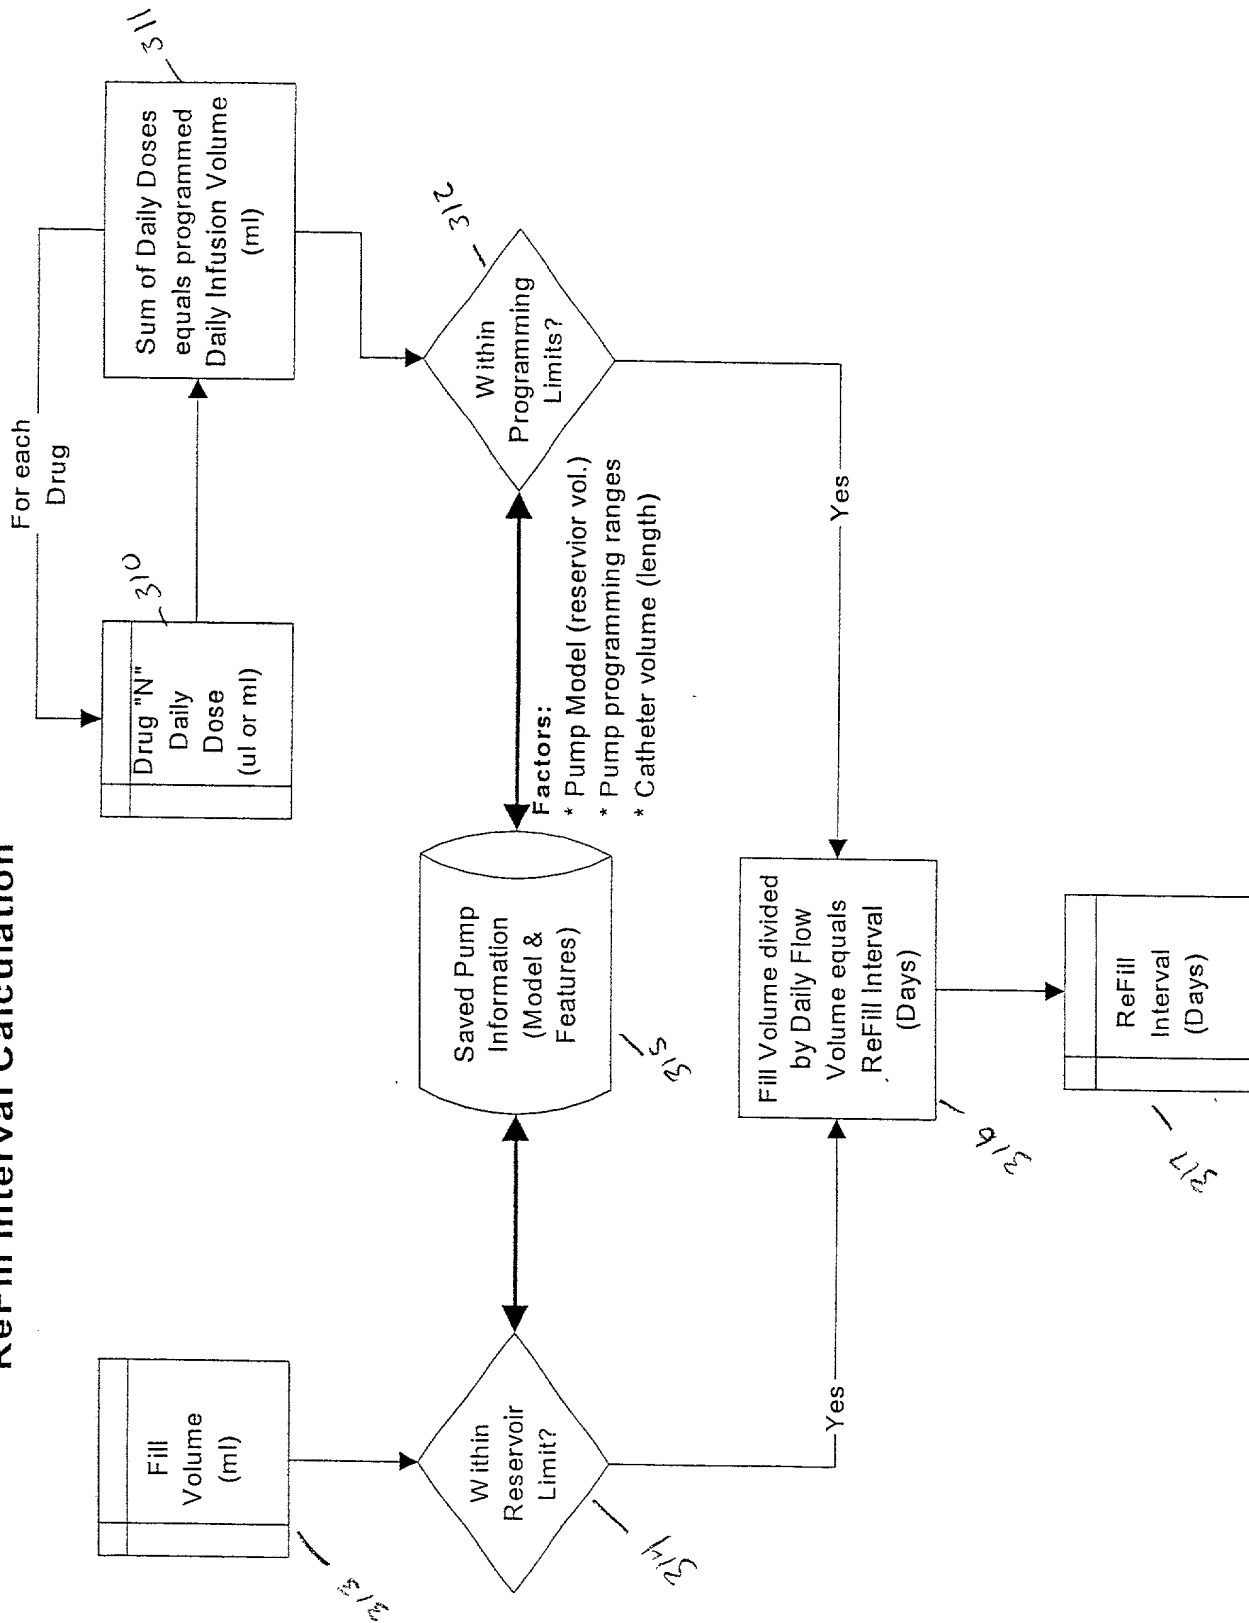 ReFill Interval Calculation
Fill
Volume
(ml)
313
Within
Reservoir
Limit?
314
Yes
Saved Pump
Information
(Model &
Features)
315
For each
Drug
Drug "N"
Daily
Dose
(ul or ml)
310
Sum of Daily Doses
equals programmed
Daily Infusion Volume
(ml)
311
Within
Programming
Limits?
312
Factors:
* Pump Model (reservior vol.)
* Pump programming ranges
* Catheter volume (length)
Yes
Fill Volume divided
by Daily Flow
Volume equals
ReFill Interval
(Days)
316
ReFill
Interval
(Days)
317